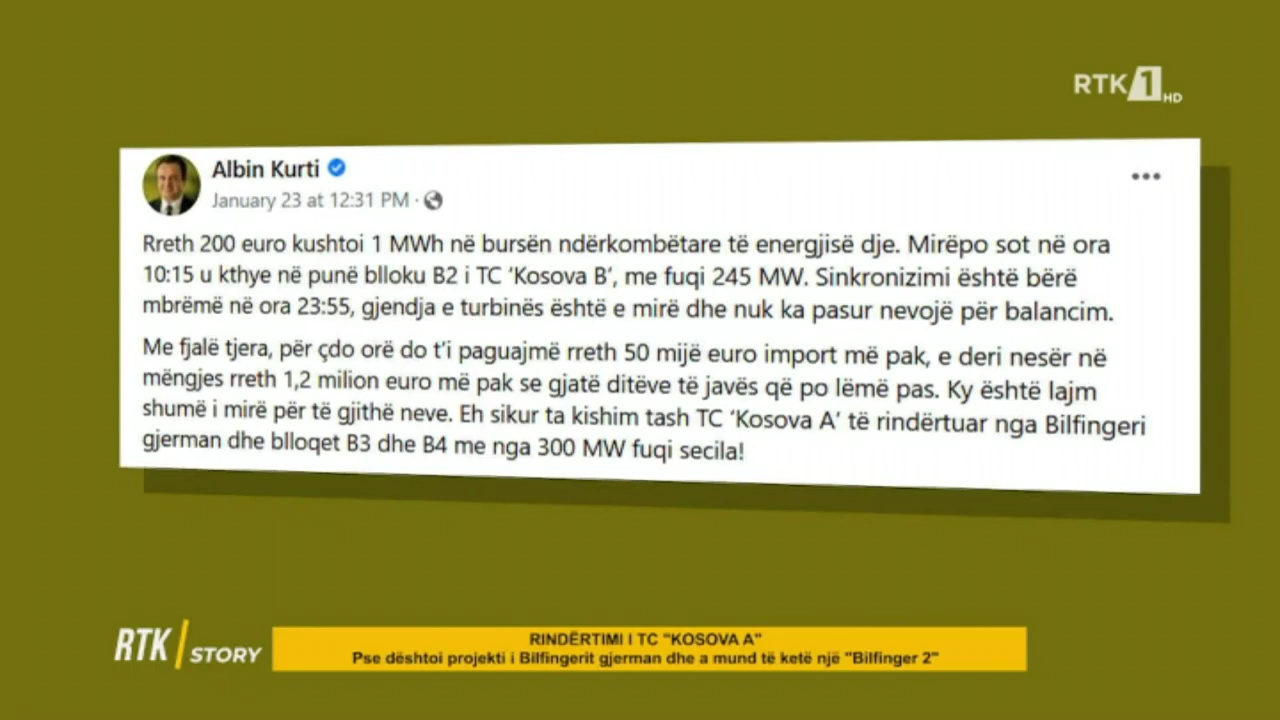 RTK 1 HD
Albin Kurti
January 23 at 12:31 PM ·
Rreth 200 euro kushtoi 1 MWh në bursën ndërkombëtare të energjisë dje. Mirëpo sot në ora
10:15 u kthye në punë blloku B2 i TC ‘Kosova B’, me fuqi 245 MW. Sinkronizimi është bërë
mbrëmë në ora 23:55, gjendja e turbinës është e mirë dhe nuk ka pasur nevojë për balancim.
Me fjalë tjera, për çdo orë do t’i paguajmë rreth 50 mijë euro import më pak, e deri nesër në
mëngjes rreth 1,2 milion euro më pak se gjatë ditëve të javës që po lëmë pas. Ky është lajm
shumë i mirë për të gjithë neve. Eh sikur ta kishim tash TC ‘Kosova A’ të rindërtuar nga Bilfingeri
gjerman dhe blloqet B3 dhe B4 me nga 300 MW fuqi secila!
RTK STORY
RINDËRTIMI I TC "KOSOVA A"
Pse dështoi projekti i Bilfingerit gjerman dhe a mund të ketë një "Bilfinger 2"